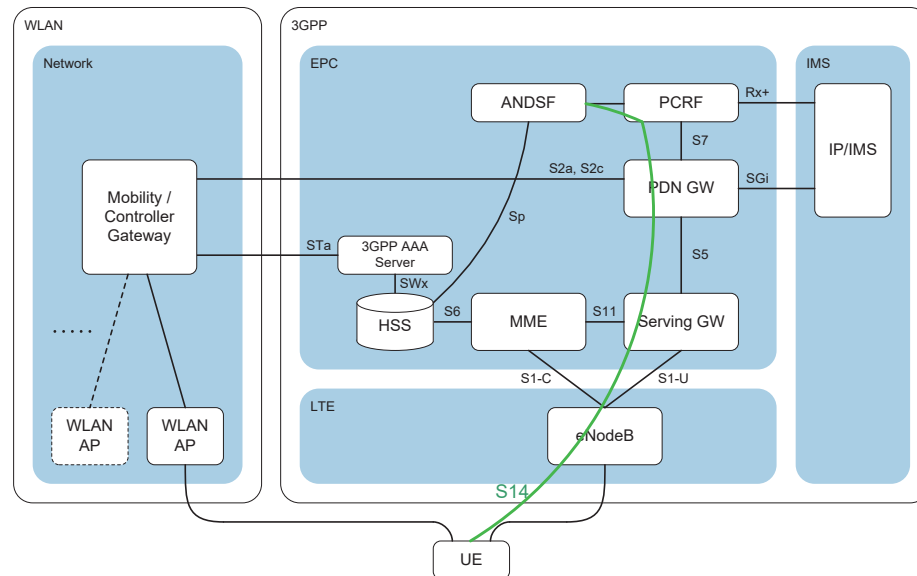 WLAN
3GPP
Network
EPC
IMS
ANDSF
PCRF
Rx+
S7
IP/IMS
Mobility /
Controller
Gateway
S2a, S2c
PDN GW
SGi
Sp
STa
3GPP AAA
Server
S5
SWx
HSS
S6
MME
S11
Serving GW
.....
S1-C
S1-U
LTE
WLAN
AP
WLAN
AP
eNodeB
S14
UE